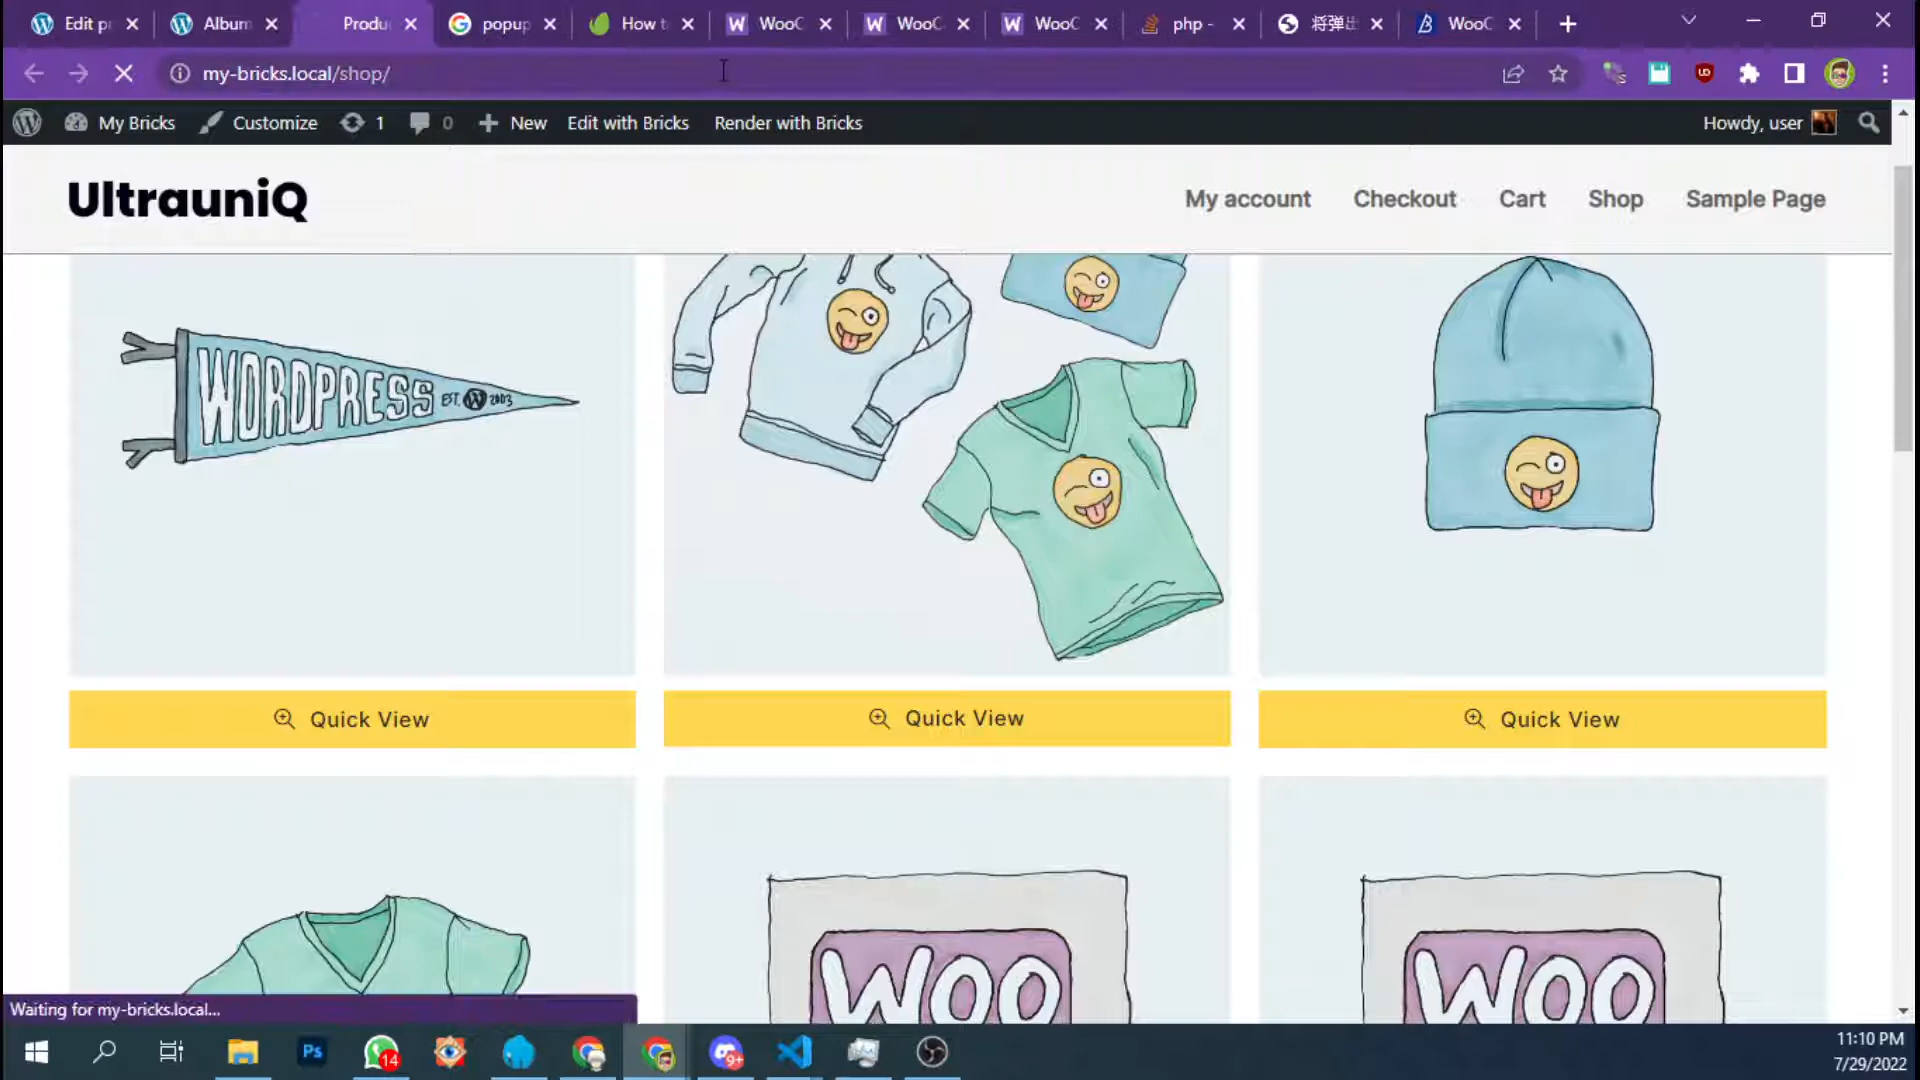 Edit p
Album
Produ
popup
How t
WooC
WooC
WooC
php -
将弹出
WooC
my-bricks.local/shop/
My Bricks
Customize
1
0
New
Edit with Bricks
Render with Bricks
Howdy, user
UltrauniQ
My account
Checkout
Cart
Shop
Sample Page
WORDPRESS EST. 2003
Quick View
Quick View
Quick View
WOO
WOO
Waiting for my-bricks.local...
Ps
14
9+
11:10 PM
7/29/2022